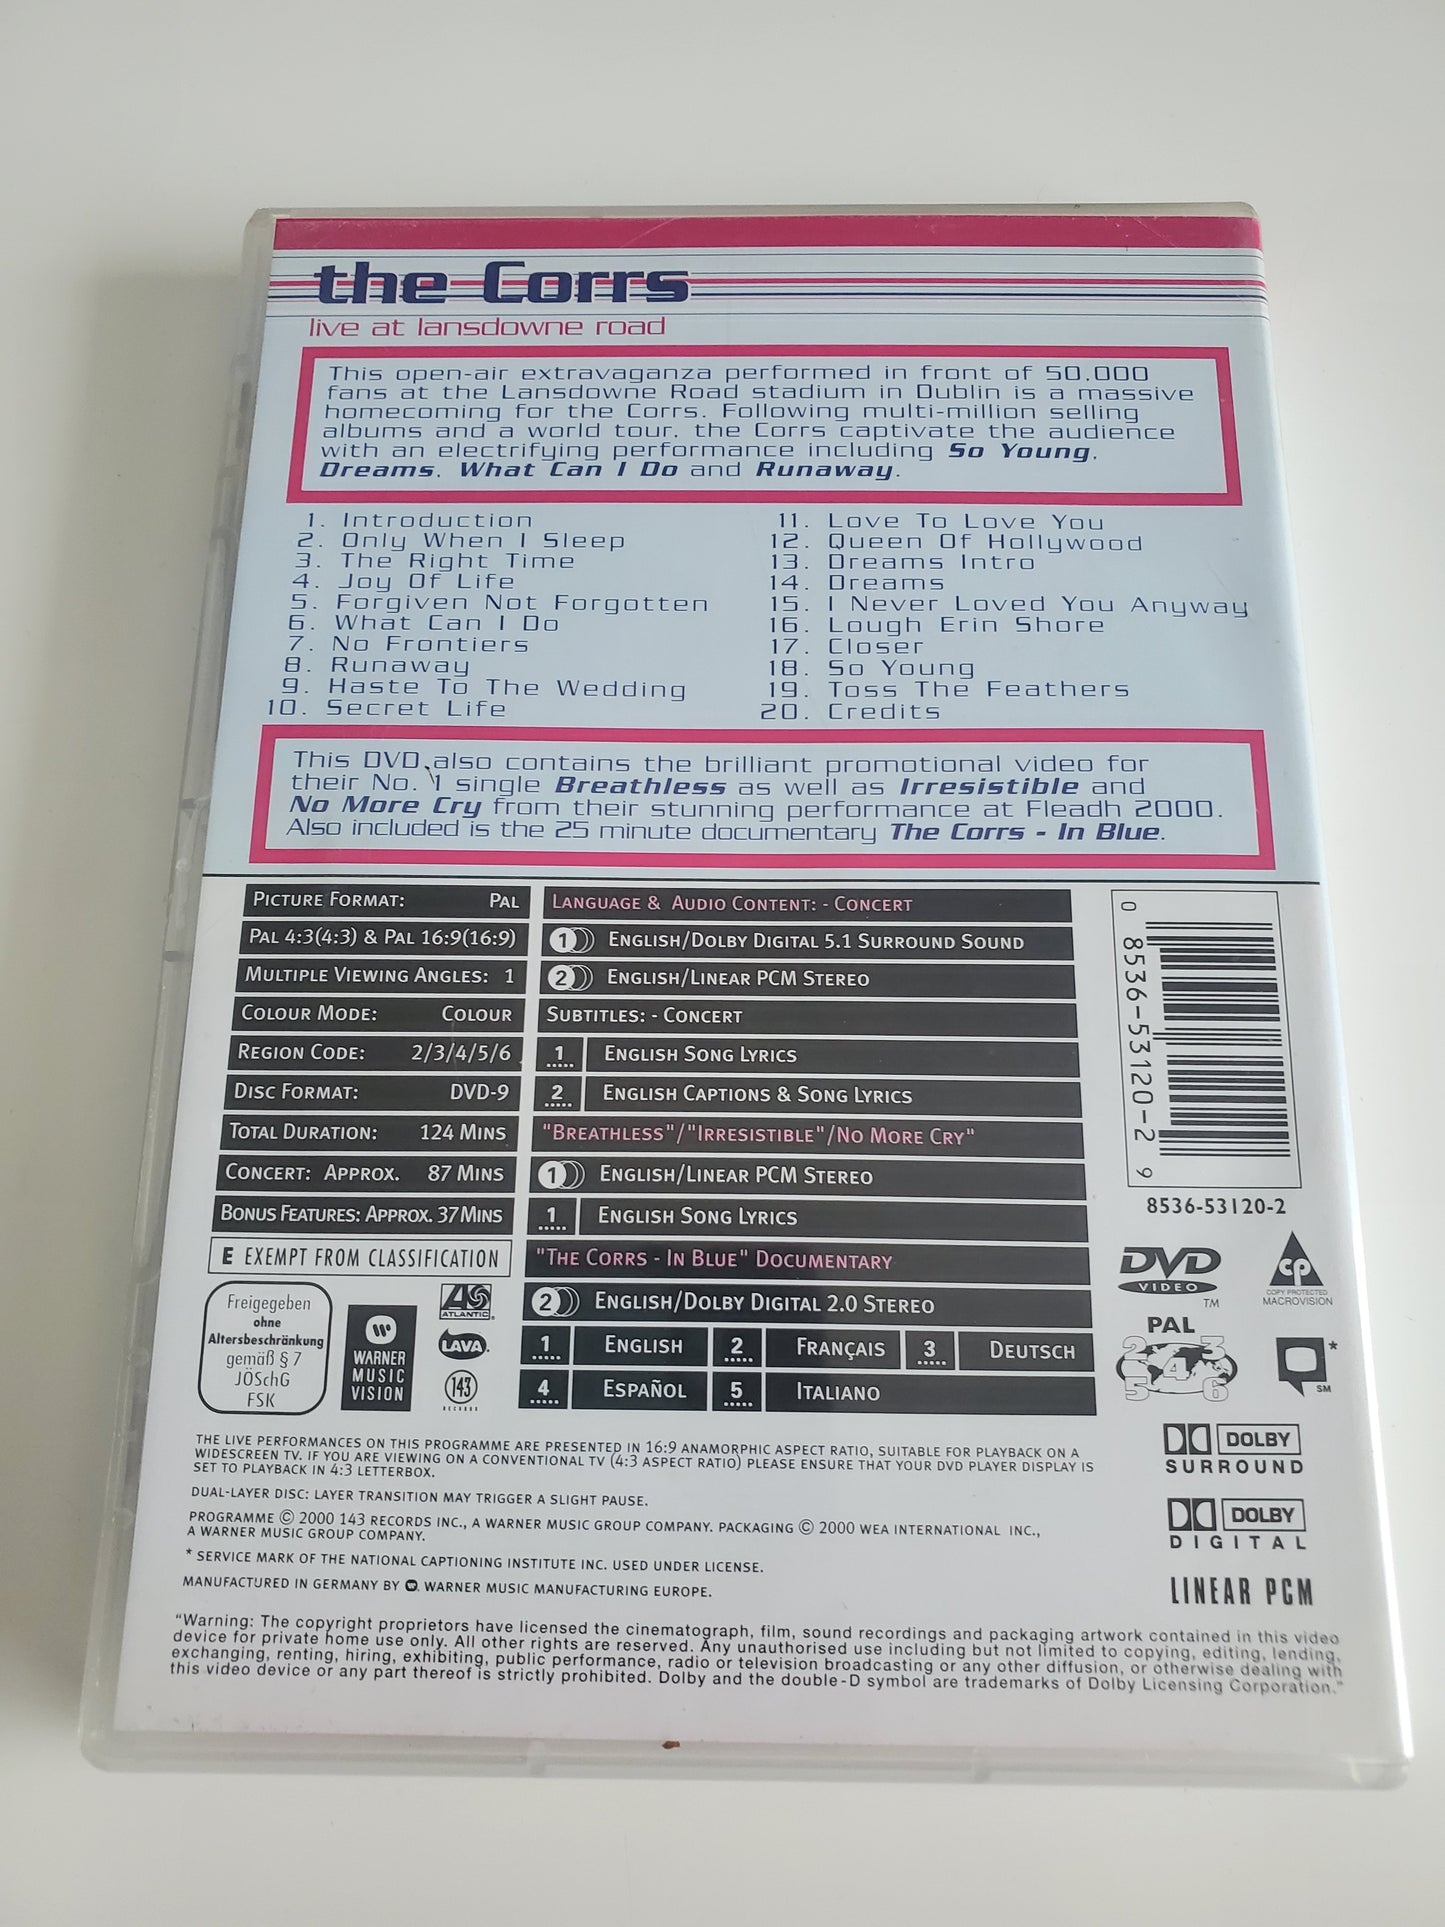 the Corrs
live at lansdowne road
This open-air extravaganza performed in front of 50,000
fans at the Lansdowne Road stadium in Dublin is a massive
homecoming for the Corrs. Following multi-million selling
albums and a world tour, the Corrs captivate the audience
with an electrifying performance including So Young,
Dreams, What Can I Do and Runaway.
1. Introduction
2. Only When I Sleep
3. The Right Time
4. Joy Of Life
5. Forgiven Not Forgotten
6. What Can I Do
7. No Frontiers
8. Runaway
9. Haste To The Wedding
10. Secret Life
11. Love To Love You
12. Queen Of Hollywood
13. Dreams Intro
14. Dreams
15. I Never Loved You Anyway
16. Lough Erin Shore
17. Closer
18. So Young
19. Toss The Feathers
20. Credits
This DVD also contains the brilliant promotional video for
their No. 1 single Breathless as well as Irresistible and
No More Cry from their stunning performance at Fleadh 2000.
Also included is the 25 minute documentary The Corrs - In Blue.
PICTURE FORMAT: PAL
PAL 4:3(4:3) & PAL 16:9(16:9)
MULTIPLE VIEWING ANGLES: 1
COLOUR MODE: COLOUR
REGION CODE: 2/3/4/5/6
DISC FORMAT: DVD-9
TOTAL DURATION: 124 MINS
CONCERT: APPROX. 87 MINS
BONUS FEATURES: APPROX. 37 MINS
E EXEMPT FROM CLASSIFICATION
Freigegeben
ohne
Altersbeschränkung
gemäß § 7
JÖSchG
FSK
WARNER
MUSIC
VISION
ATLANTIC
LAVA
143
RECORDS
LANGUAGE & AUDIO CONTENT: - CONCERT
1 ENGLISH/DOLBY DIGITAL 5.1 SURROUND SOUND
2 ENGLISH/LINEAR PCM STEREO
SUBTITLES: - CONCERT
1 ENGLISH SONG LYRICS
2 ENGLISH CAPTIONS & SONG LYRICS
"BREATHLESS"/"IRRESISTIBLE"/NO MORE CRY"
1 ENGLISH/LINEAR PCM STEREO
1 ENGLISH SONG LYRICS
"THE CORRS - IN BLUE" DOCUMENTARY
2 ENGLISH/DOLBY DIGITAL 2.0 STEREO
1 ENGLISH 2 FRANÇAIS 3 DEUTSCH
4 ESPAÑOL 5 ITALIANO
0 8536-53120-2 9
8536-53120-2
DVD
VIDEO
TM
cp
COPY PROTECTED
MACROVISION
PAL
2 3
4
5 6
*
SM
DOLBY
SURROUND
DOLBY
DIGITAL
LINEAR PCM
THE LIVE PERFORMANCES ON THIS PROGRAMME ARE PRESENTED IN 16:9 ANAMORPHIC ASPECT RATIO, SUITABLE FOR PLAYBACK ON A
WIDESCREEN TV. IF YOU ARE VIEWING ON A CONVENTIONAL TV (4:3 ASPECT RATIO) PLEASE ENSURE THAT YOUR DVD PLAYER DISPLAY IS
SET TO PLAYBACK IN 4:3 LETTERBOX.
DUAL-LAYER DISC: LAYER TRANSITION MAY TRIGGER A SLIGHT PAUSE.
PROGRAMME © 2000 143 RECORDS INC., A WARNER MUSIC GROUP COMPANY. PACKAGING © 2000 WEA INTERNATIONAL INC.,
A WARNER MUSIC GROUP COMPANY.
* SERVICE MARK OF THE NATIONAL CAPTIONING INSTITUTE INC. USED UNDER LICENSE.
MANUFACTURED IN GERMANY BY WARNER MUSIC MANUFACTURING EUROPE.
"Warning: The copyright proprietors have licensed the cinematograph, film, sound recordings and packaging artwork contained in this video
device for private home use only. All other rights are reserved. Any unauthorised use including but not limited to copying, editing, lending,
exchanging, renting, hiring, exhibiting, public performance, radio or television broadcasting or any other diffusion, or otherwise dealing with
this video device or any part thereof is strictly prohibited. Dolby and the double-D symbol are trademarks of Dolby Licensing Corporation."